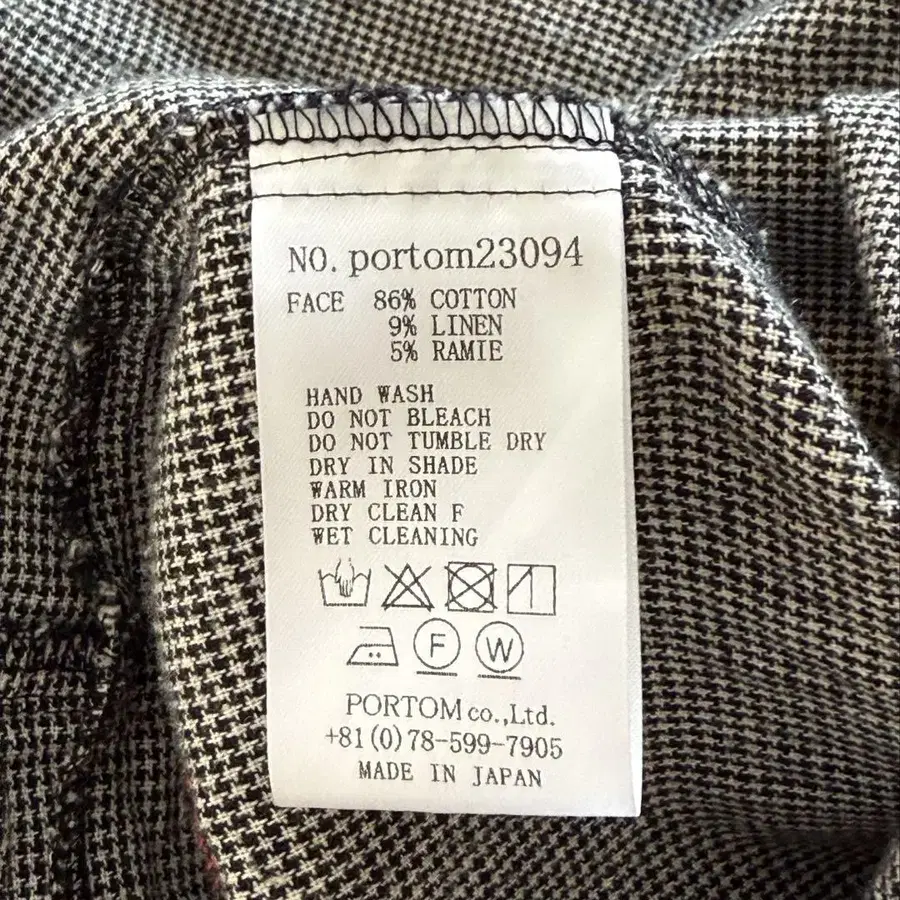 NO. portom23094
FACE 86% COTTON
9% LINEN
5% RAMIE
HAND WASH
DO NOT BLEACH
DO NOT TUMBLE DRY
DRY IN SHADE
WARM IRON
DRY CLEAN F
WET CLEANING
F W
PORTOM co.,Ltd.
+81(0)78-599-7905
MADE IN JAPAN